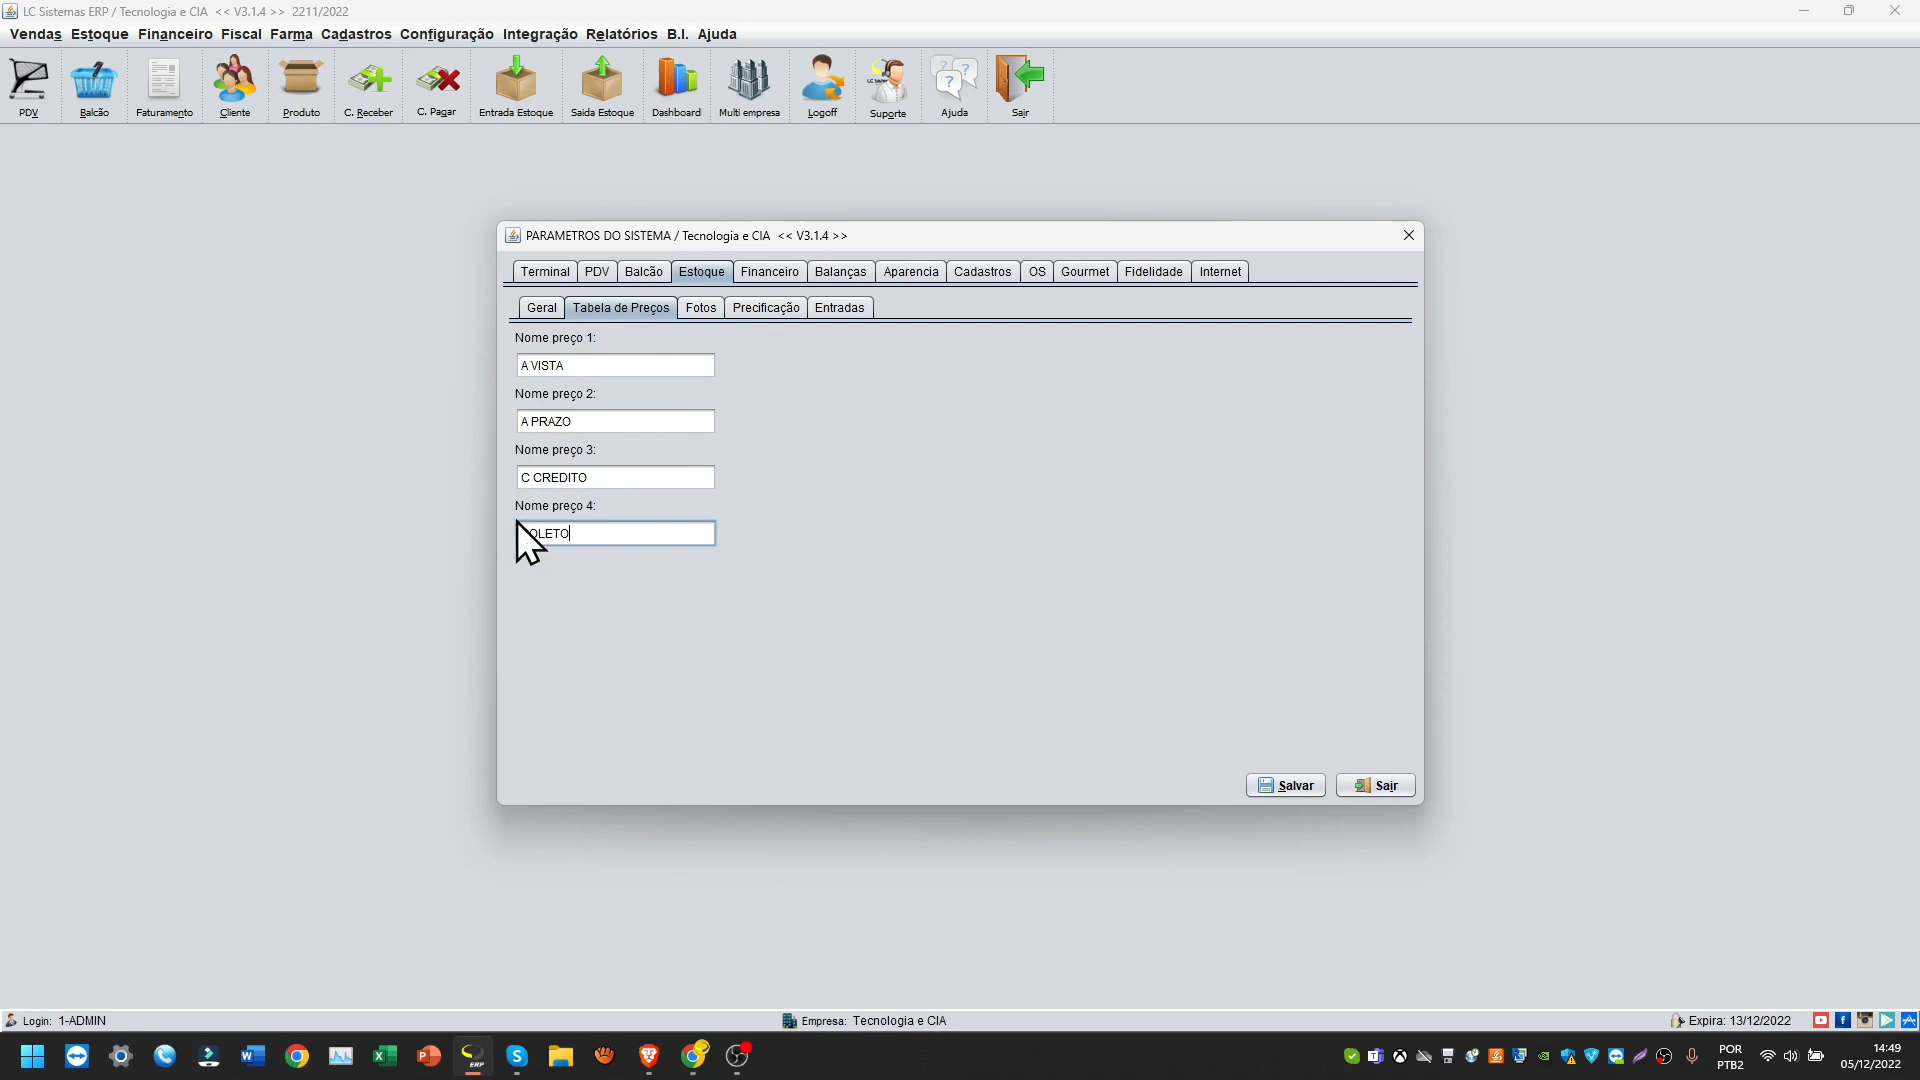 LC Sistemas ERP / Tecnologia e CIA << V3.1.4 >> 2211/2022
Vendas Estoque Financeiro Fiscal Farma Cadastros Configuração Integração Relatórios B.I. Ajuda
PDV Balcão Faturamento Cliente Produto C. Receber C. Pagar Entrada Estoque Saida Estoque Dashboard Multi empresa Logoff Suporte Ajuda Sair
PARAMETROS DO SISTEMA / Tecnologia e CIA << V3.1.4 >>
Terminal PDV Balcão Estoque Financeiro Balanças Aparencia Cadastros OS Gourmet Fidelidade Internet
Geral Tabela de Preços Fotos Precificação Entradas
Nome preço 1:
A VISTA
Nome preço 2:
A PRAZO
Nome preço 3:
C CREDITO
Nome preço 4:
OLETO
Salvar Sair
Login: 1-ADMIN Empresa: Tecnologia e CIA Expira: 13/12/2022
ERP
POR 14:49
PTB2 05/12/2022